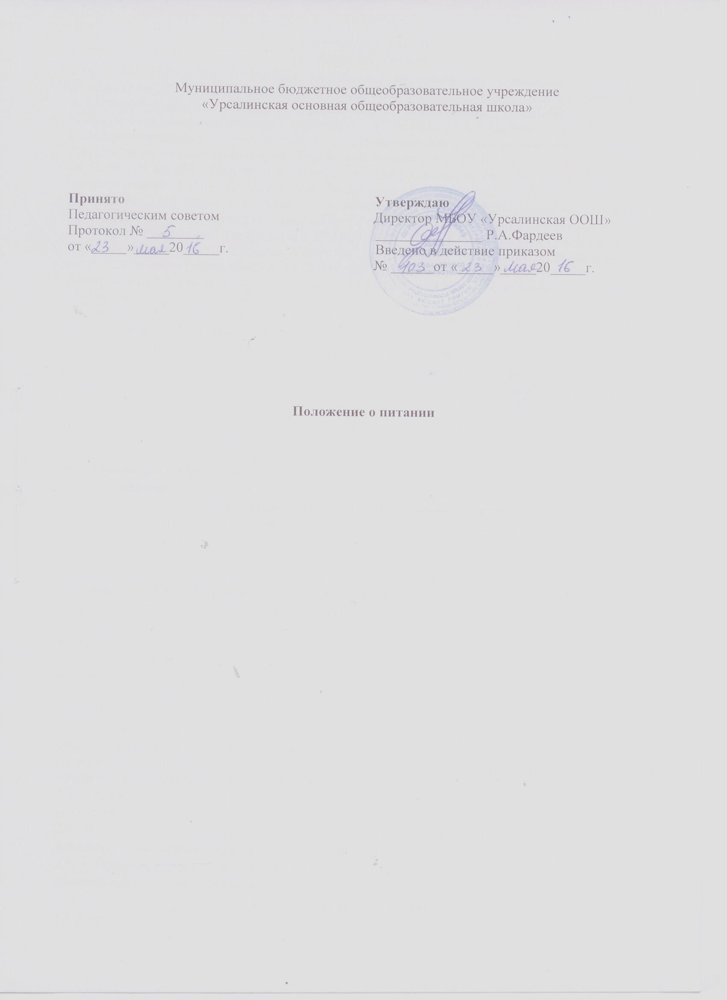 Муниципальное бюджетное общеобразовательное учреждение
«Урсалинская основная общеобразовательная школа»
Принято
Педагогическим советом
Протокол № 5
от «23» мая 2016 г.
Утверждаю
Директор МБОУ «Урсалинская ООШ»
Р.А.Фардеев
Введено в действие приказом
№ 103 от «23» мая 2016 г.
Положение о питании